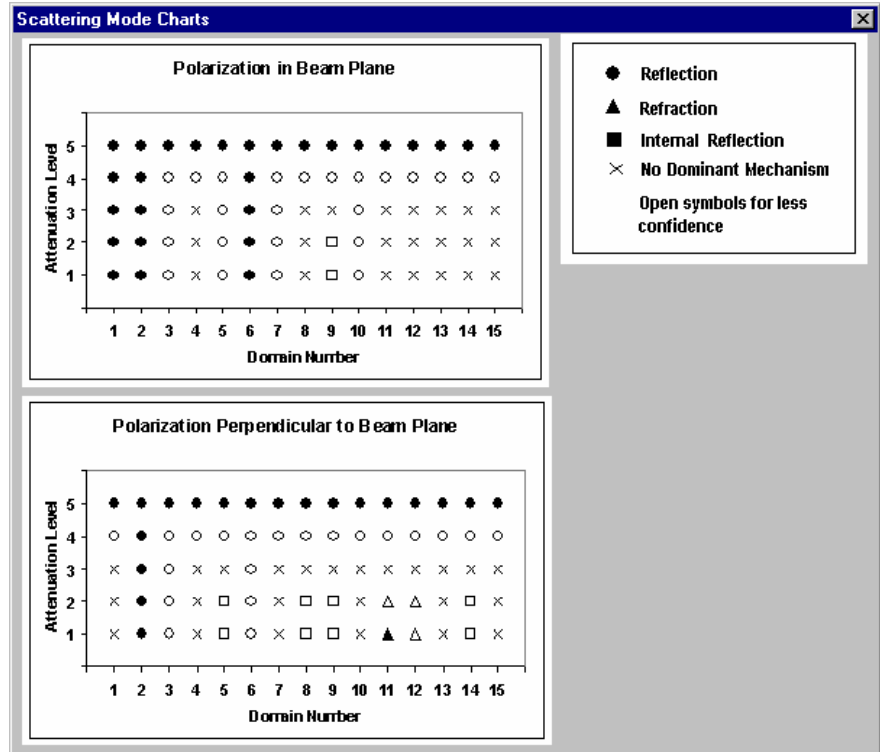 Scattering Mode Charts
Polarization in Beam Plane
Attenuation Level
5
4
3
2
1
1 2 3 4 5 6 7 8 9 10 11 12 13 14 15
Domain Number
Reflection
Refraction
Internal Reflection
No Dominant Mechanism
Open symbols for less
confidence
Polarization Perpendicular to Beam Plane
Attenuation Level
5
4
3
2
1
1 2 3 4 5 6 7 8 9 10 11 12 13 14 15
Domain Number